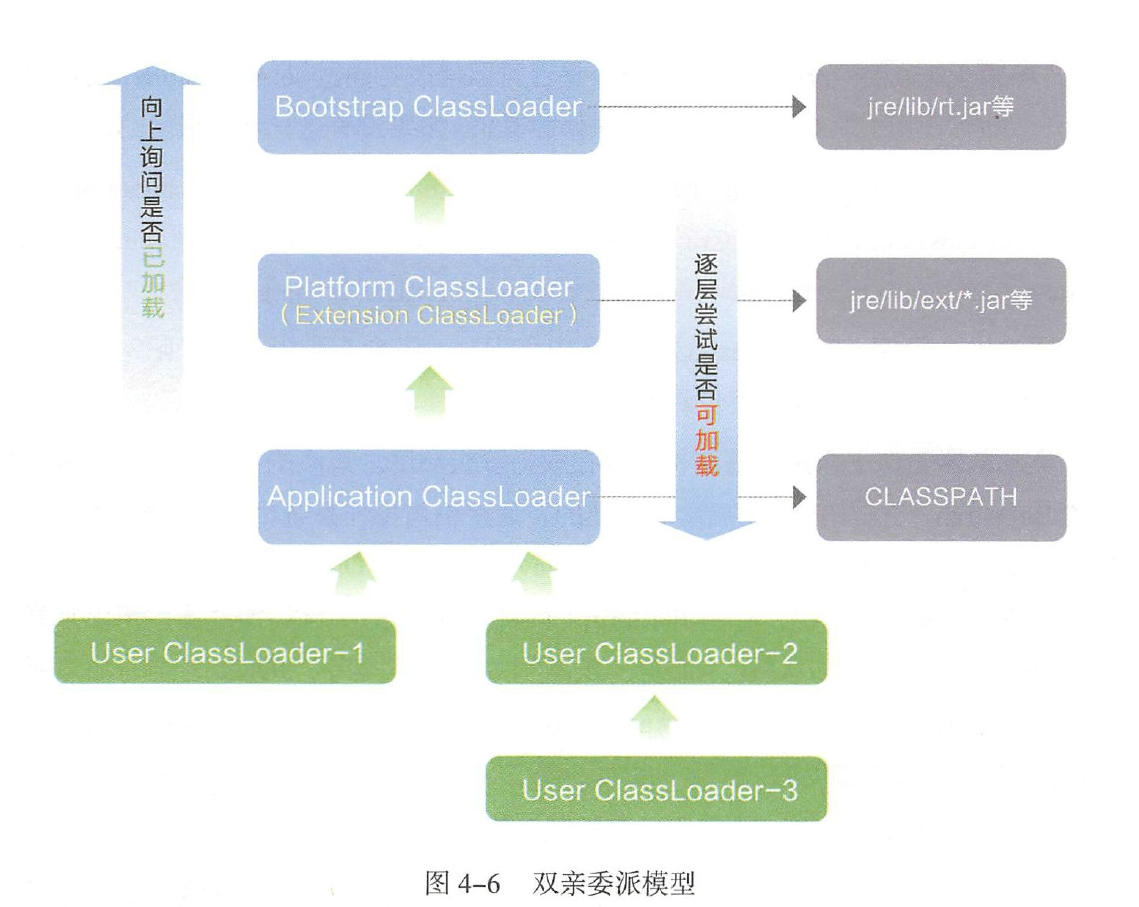 向上询问是否已加载
Bootstrap ClassLoader
jre/lib/rt.jar等
Platform ClassLoader
（Extension ClassLoader）
jre/lib/ext/*.jar等
逐层尝试是否可加载
Application ClassLoader
CLASSPATH
User ClassLoader-1
User ClassLoader-2
User ClassLoader-3
图 4-6 双亲委派模型